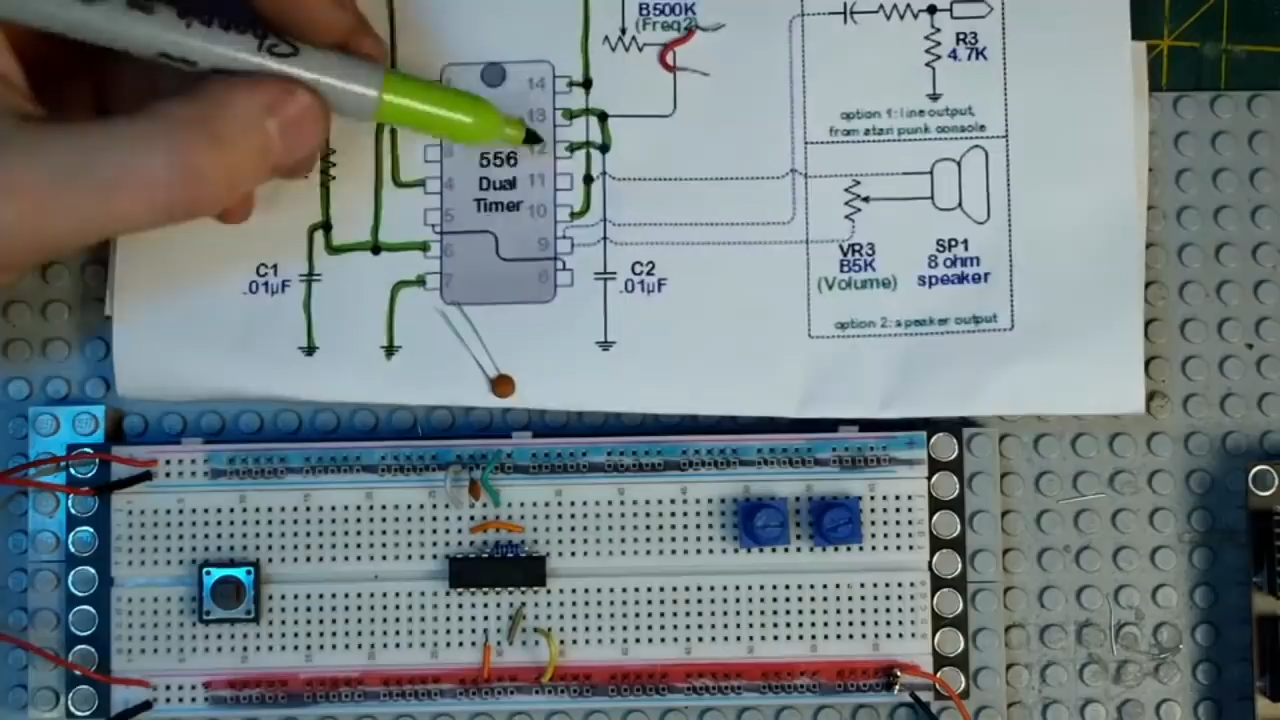 Sharpie
B500K
(Freq2)
R3
4.7K
14
13
option 1: line output,
from atari punk console
12
556
Dual
Timer
4
11
5
10
6
9
7
8
C1
.01µF
C2
.01µF
VR3
B5K
(Volume)
SP1
8 ohm
speaker
option 2: speaker output